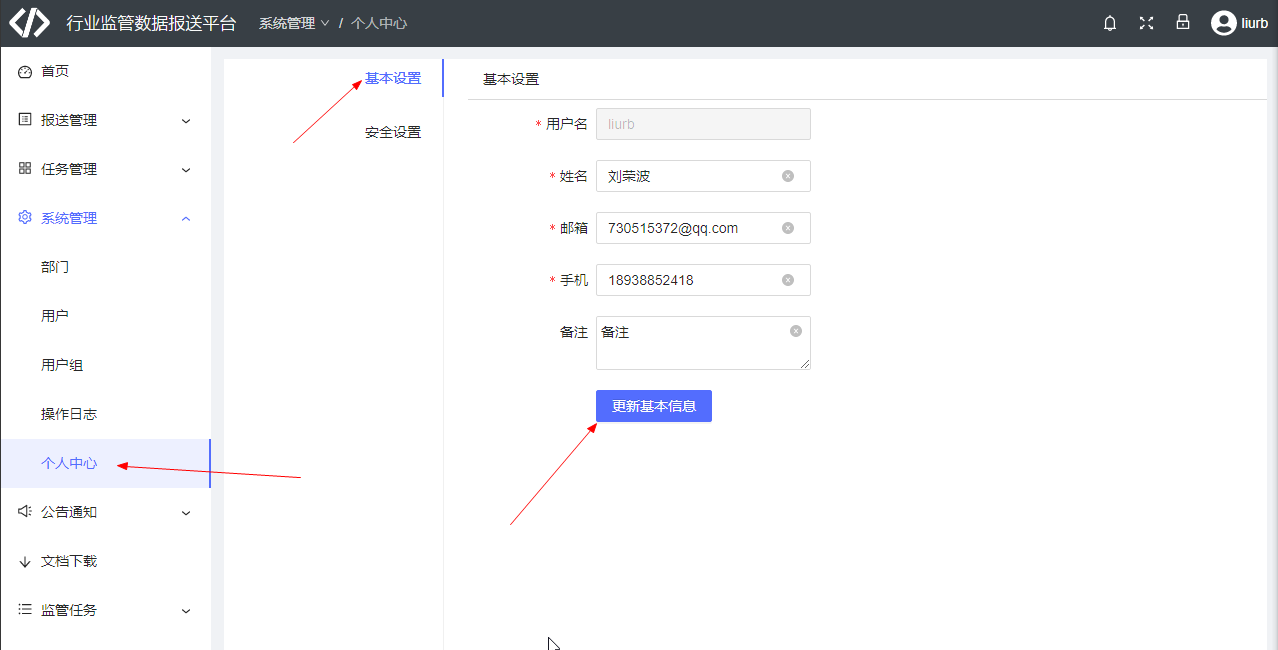 行业监管数据报送平台
系统管理 / 个人中心
liurb
首页
报送管理
任务管理
系统管理
部门
用户
用户组
操作日志
个人中心
公告通知
文档下载
监管任务
基本设置
安全设置
基本设置
* 用户名 liurb
* 姓名 刘荣波
* 邮箱 730515372@qq.com
* 手机 18938852418
备注 备注
更新基本信息